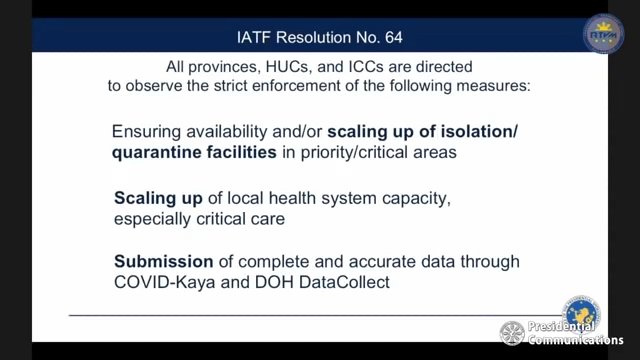 IATF Resolution No. 64
RTVM
All provinces, HUCs, and ICCs are directed
to observe the strict enforcement of the following measures:
Ensuring availability and/or scaling up of isolation/
quarantine facilities in priority/critical areas
Scaling up of local health system capacity,
especially critical care
Submission of complete and accurate data through
COVID-Kaya and DOH DataCollect
Presidential
Communications